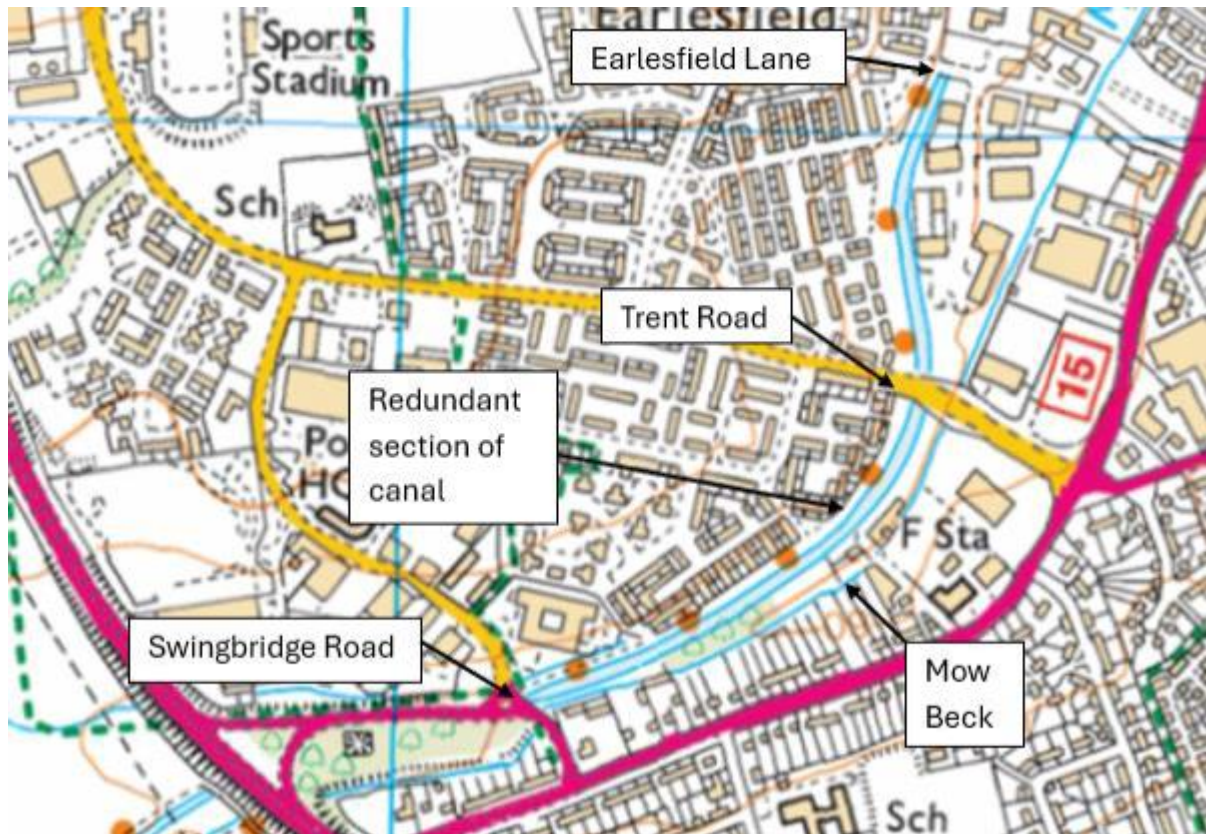 Earlesfield
Sports
Stadium
Earlesfield Lane
Sch
Trent Road
15
Redundant
section of
canal
F Sta
Swingbridge Road
Mow
Beck
Sch